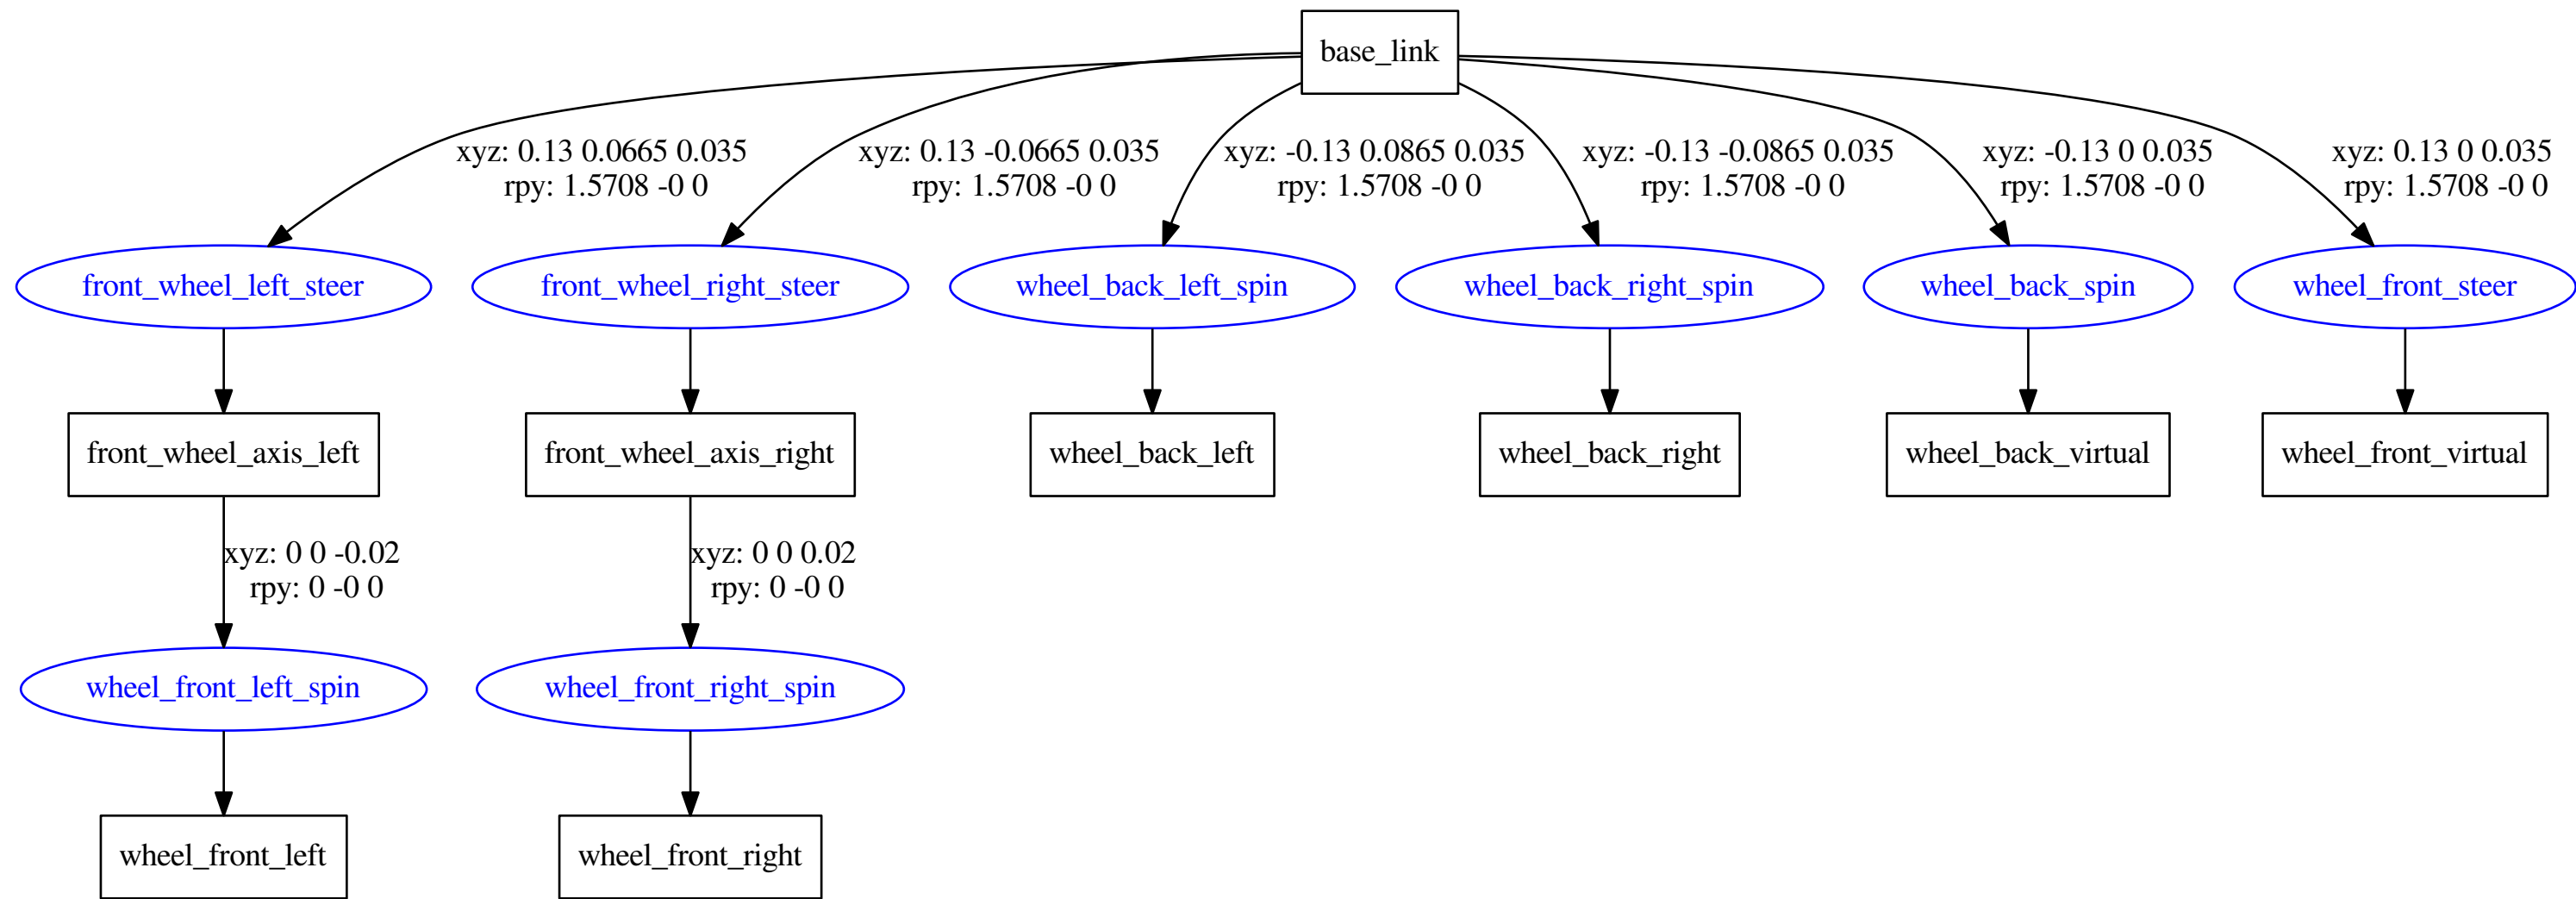 base_link
xyz: 0.13 0.0665 0.035
rpy: 1.5708 -0 0
xyz: 0.13 -0.0665 0.035
rpy: 1.5708 -0 0
xyz: -0.13 0.0865 0.035
rpy: 1.5708 -0 0
xyz: -0.13 -0.0865 0.035
rpy: 1.5708 -0 0
xyz: -0.13 0 0.035
rpy: 1.5708 -0 0
xyz: 0.13 0 0.035
rpy: 1.5708 -0 0
front_wheel_left_steer
front_wheel_right_steer
wheel_back_left_spin
wheel_back_right_spin
wheel_back_spin
wheel_front_steer
front_wheel_axis_left
front_wheel_axis_right
wheel_back_left
wheel_back_right
wheel_back_virtual
wheel_front_virtual
xyz: 0 0 -0.02
rpy: 0 -0 0
xyz: 0 0 0.02
rpy: 0 -0 0
wheel_front_left_spin
wheel_front_right_spin
wheel_front_left
wheel_front_right